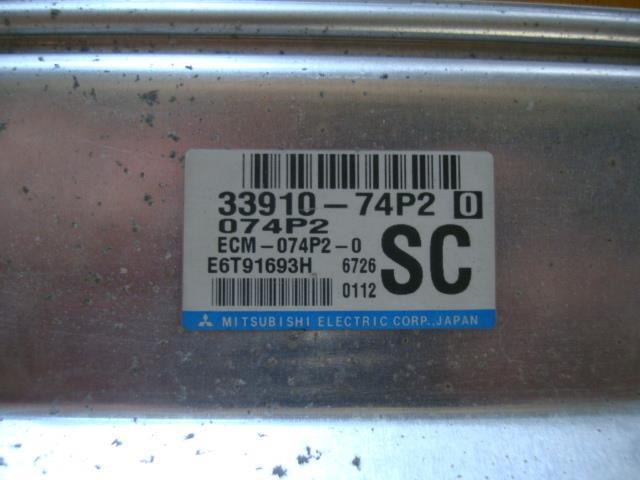 33910-74P2 0
074P2
ECM-074P2-0
E6T91693H 6726 SC
0112
MITSUBISHI ELECTRIC CORP., JAPAN